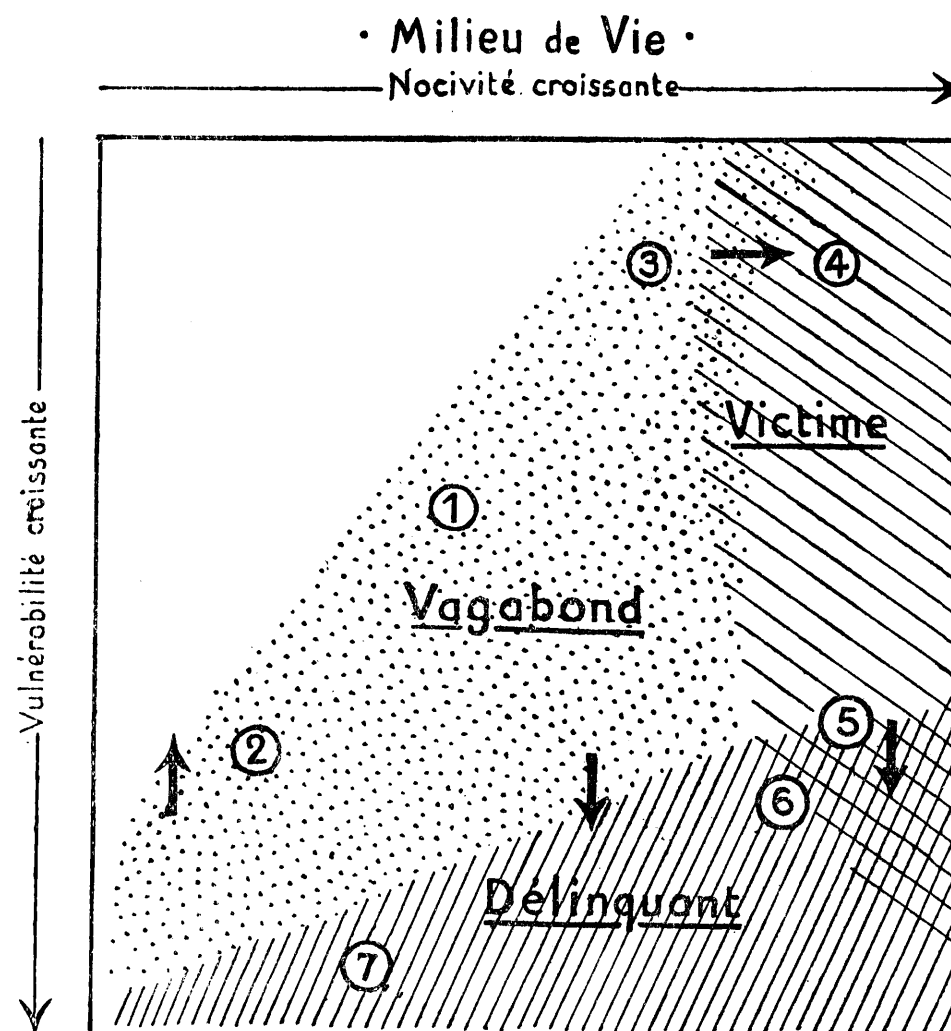 · Milieu de Vie ·
Nocivité croissante
Vulnérabilité croissante
③
④
Victime
①
Vagabond
②
⑤
⑥
Délinquant
⑦